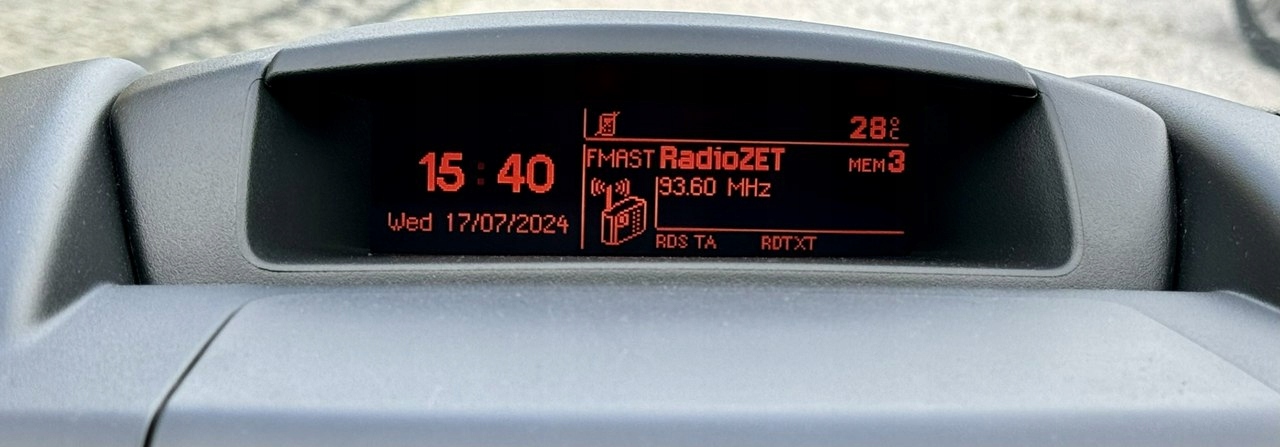 15:40
Wed 17/07/2024
28°C
FMAST RadioZET MEM3
93.60 MHz
RDS TA RDTXT